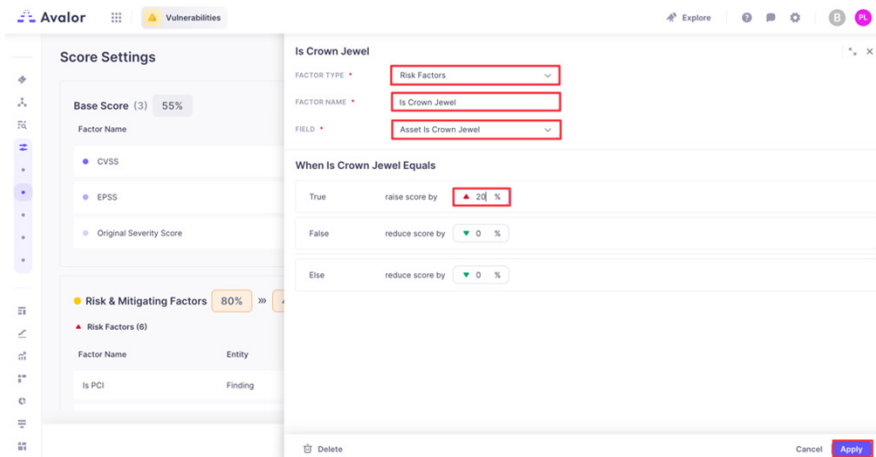 Avalor
Vulnerabilities
Explore
B
PL
Score Settings
Base Score (3) 55%
Factor Name
CVSS
EPSS
Original Severity Score
Risk & Mitigating Factors 80%
Risk Factors (6)
Factor Name Entity
Is PCI Finding
Is Crown Jewel
FACTOR TYPE * Risk Factors
FACTOR NAME * Is Crown Jewel
FIELD * Asset Is Crown Jewel
When Is Crown Jewel Equals
True raise score by 20 %
False reduce score by 0 %
Else reduce score by 0 %
Delete
Cancel
Apply